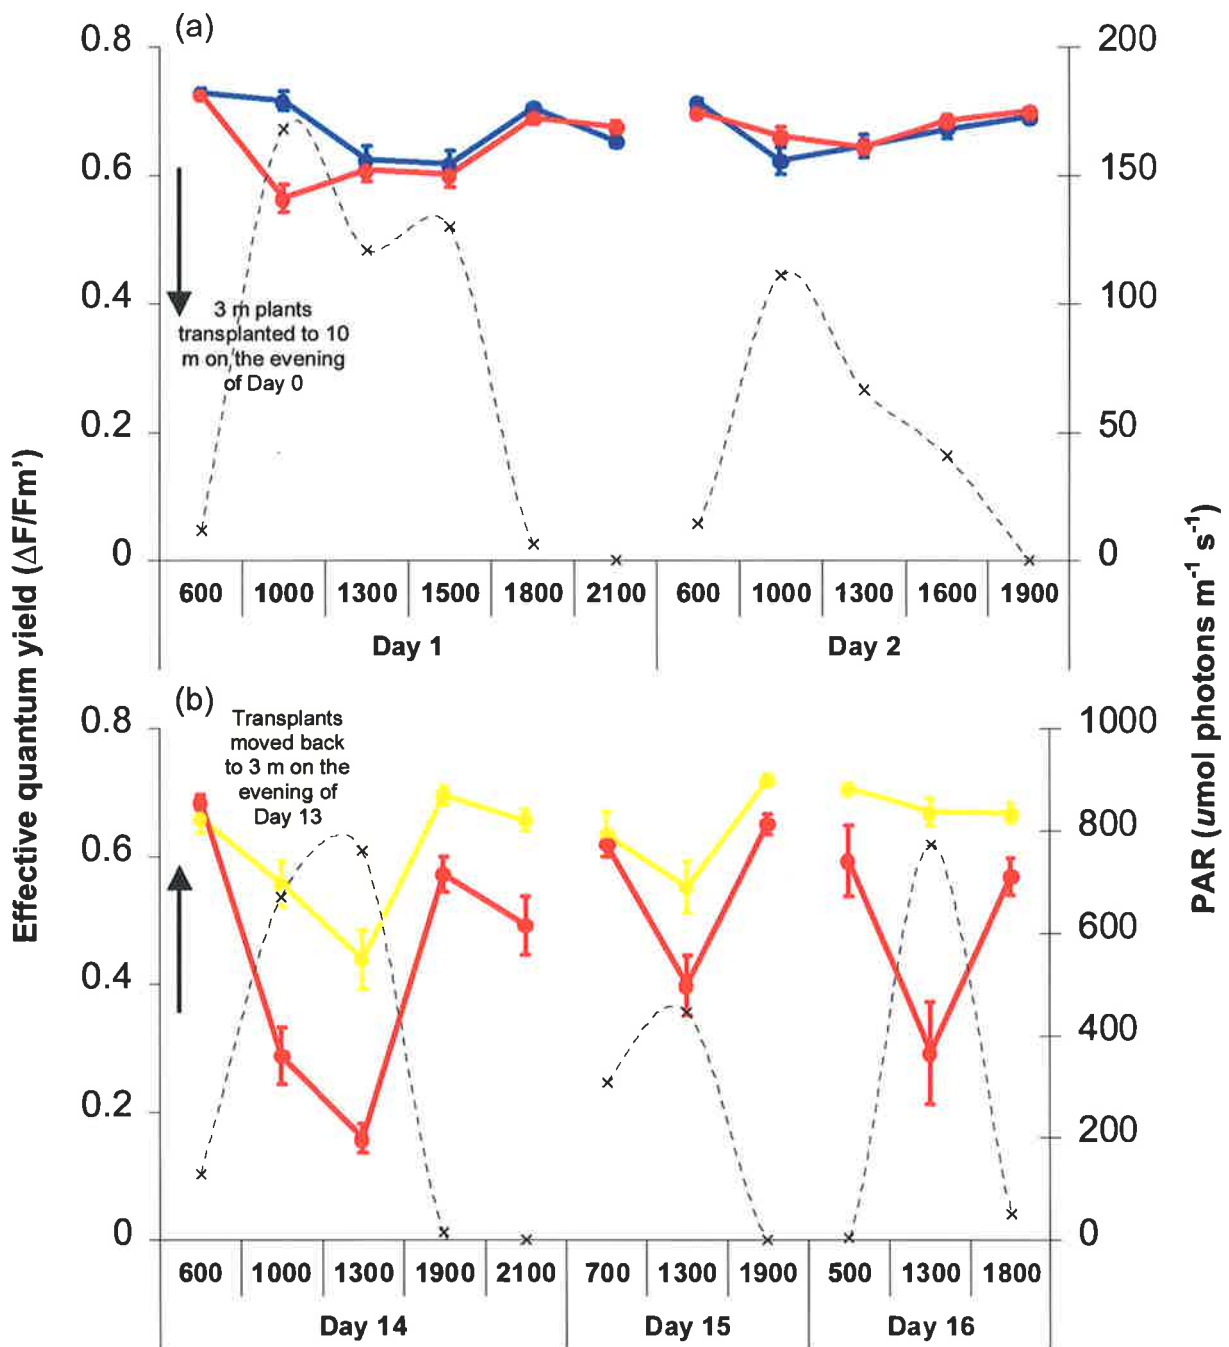 (a)
0.8
0.6
0.4
0.2
0
200
150
100
50
0
3 m plants
transplanted to 10
m on the evening
of Day 0
600 1000 1300 1500 1800 2100 600 1000 1300 1600 1900
Day 1 Day 2
Effective quantum yield (ΔF/Fm')
PAR (umol photons m⁻¹ s⁻¹)
(b)
0.8
0.6
0.4
0.2
0
1000
800
600
400
200
0
Transplants
moved back
to 3 m on the
evening of
Day 13
600 1000 1300 1900 2100 700 1300 1900 500 1300 1800
Day 14 Day 15 Day 16